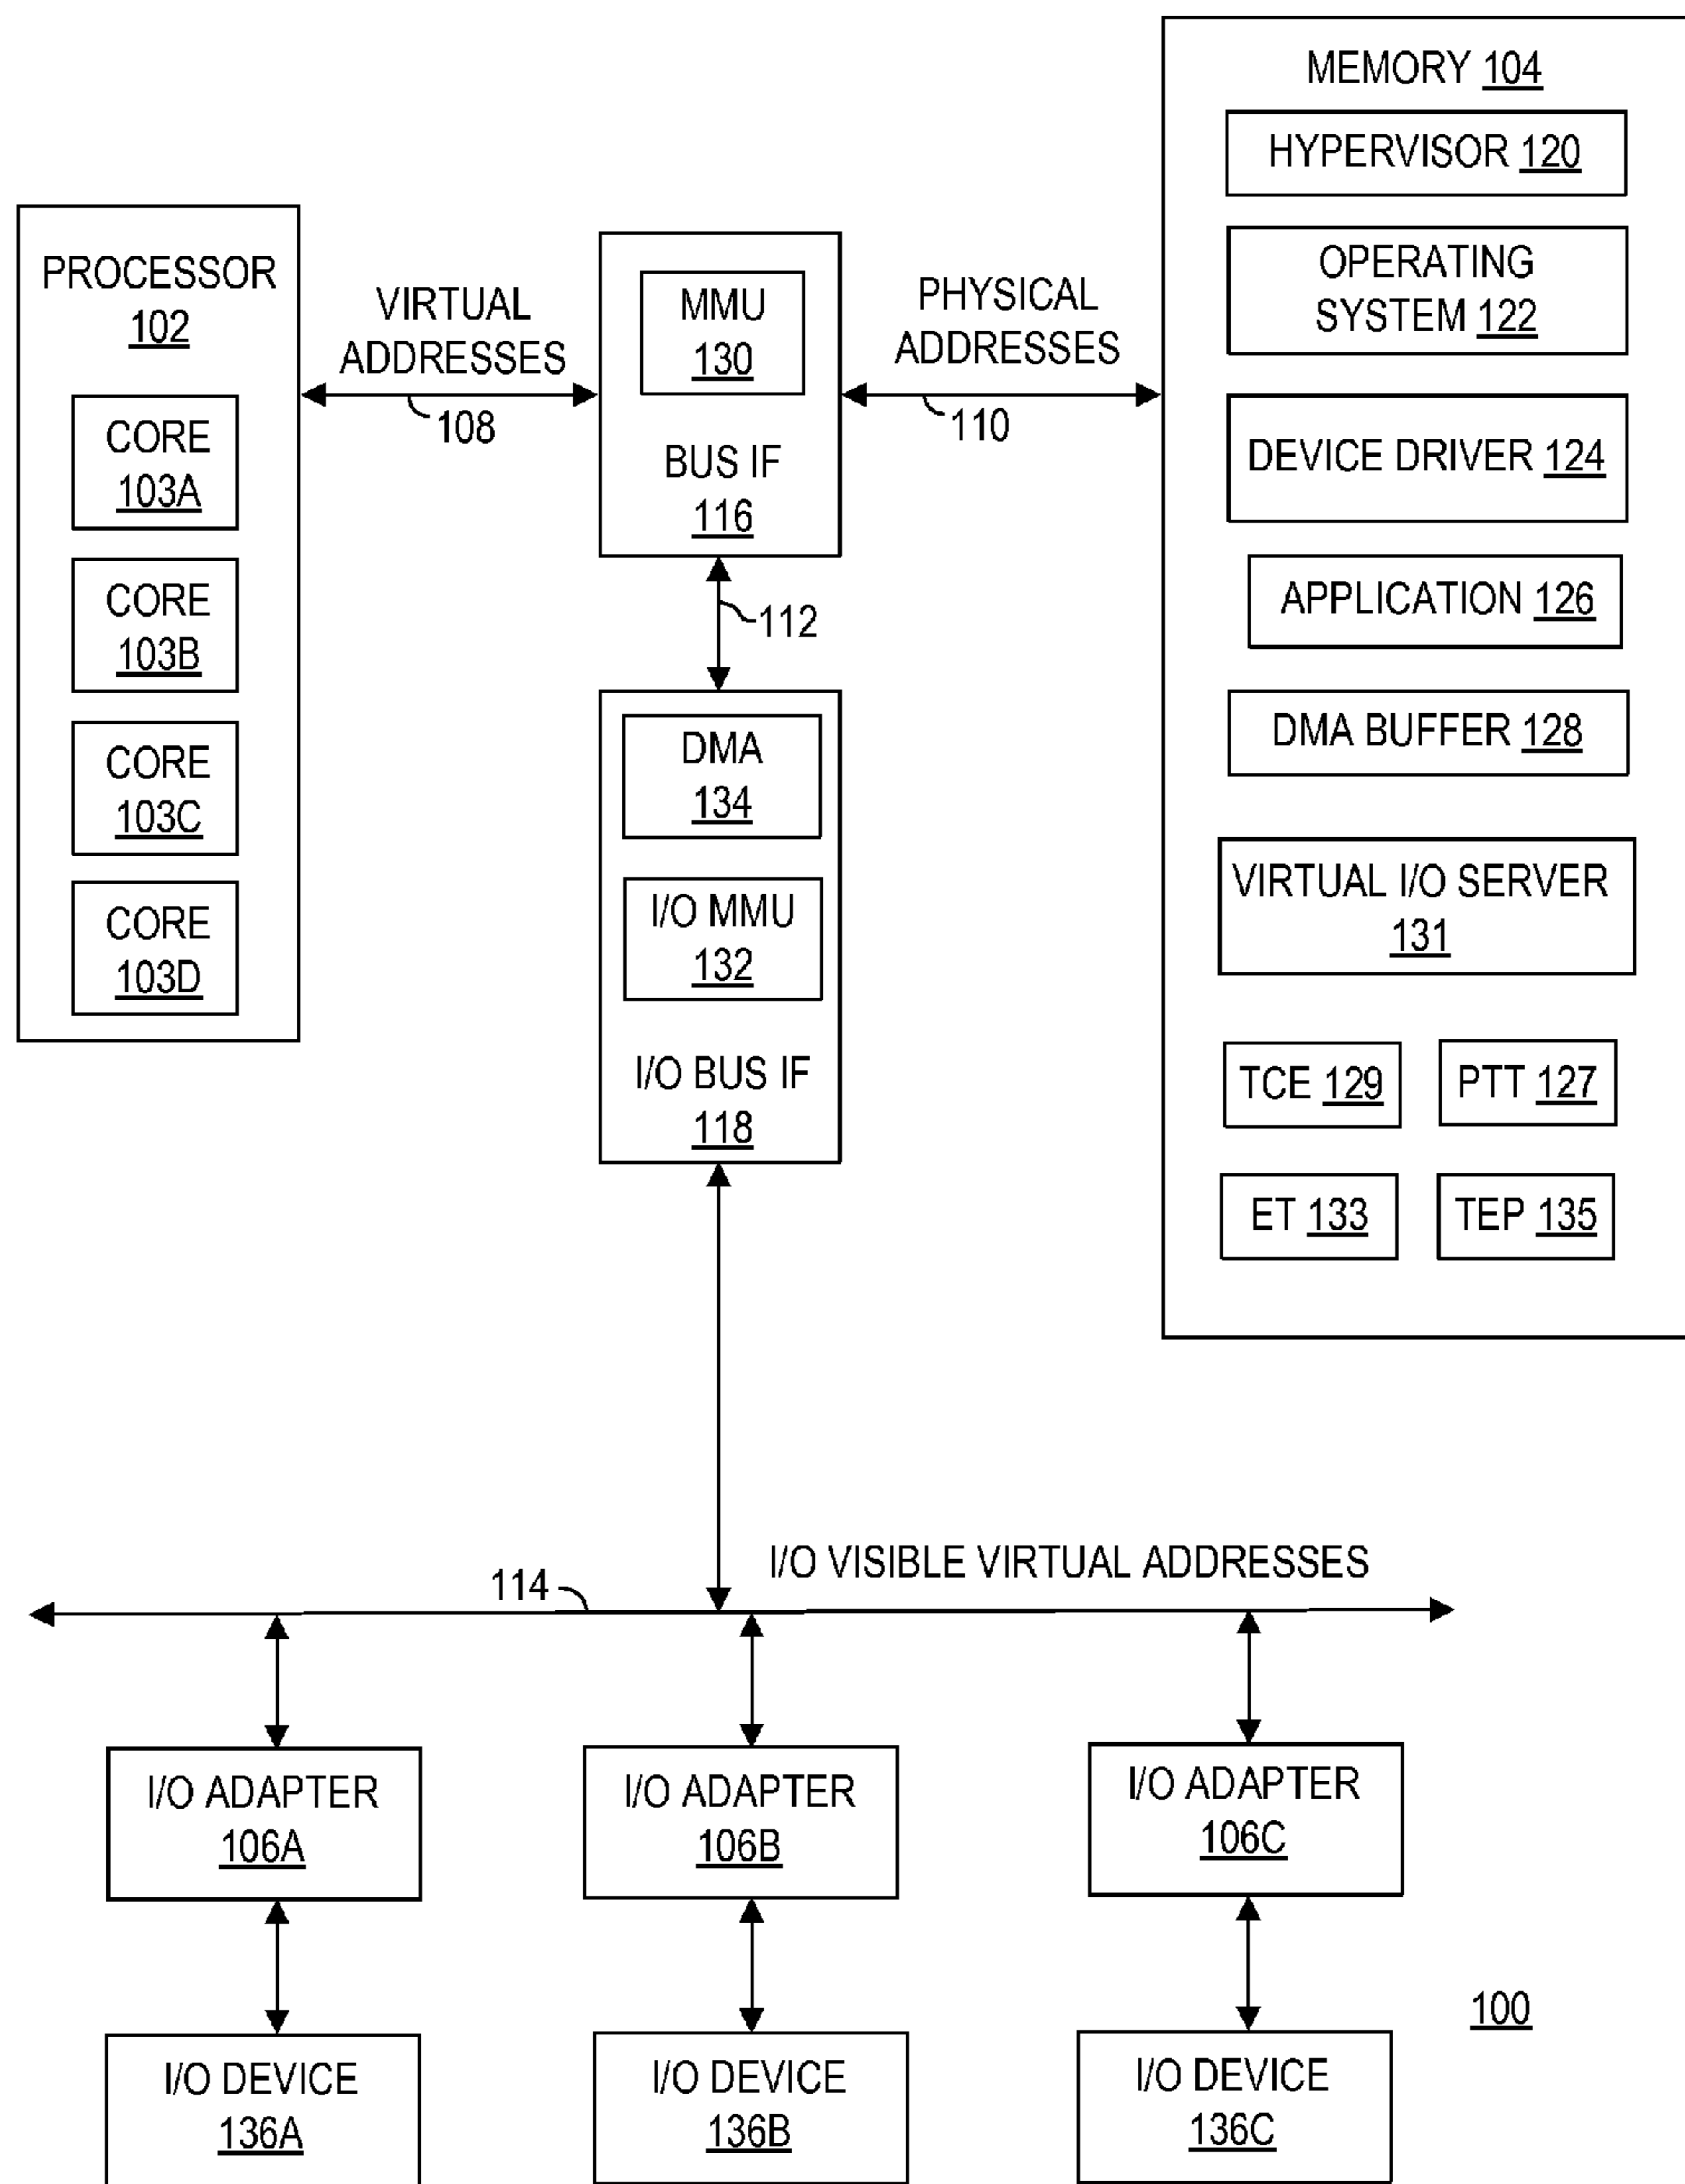 MEMORY 104
HYPERVISOR 120
OPERATING
SYSTEM 122
DEVICE DRIVER 124
APPLICATION 126
DMA BUFFER 128
VIRTUAL I/O SERVER
131
TCE 129
PTT 127
ET 133
TEP 135
PROCESSOR
102
CORE
103A
CORE
103B
CORE
103C
CORE
103D
VIRTUAL
ADDRESSES
108
MMU
130
BUS IF
116
PHYSICAL
ADDRESSES
110
112
DMA
134
I/O MMU
132
I/O BUS IF
118
I/O VISIBLE VIRTUAL ADDRESSES
114
I/O ADAPTER
106A
I/O ADAPTER
106B
I/O ADAPTER
106C
I/O DEVICE
136A
I/O DEVICE
136B
I/O DEVICE
136C
100